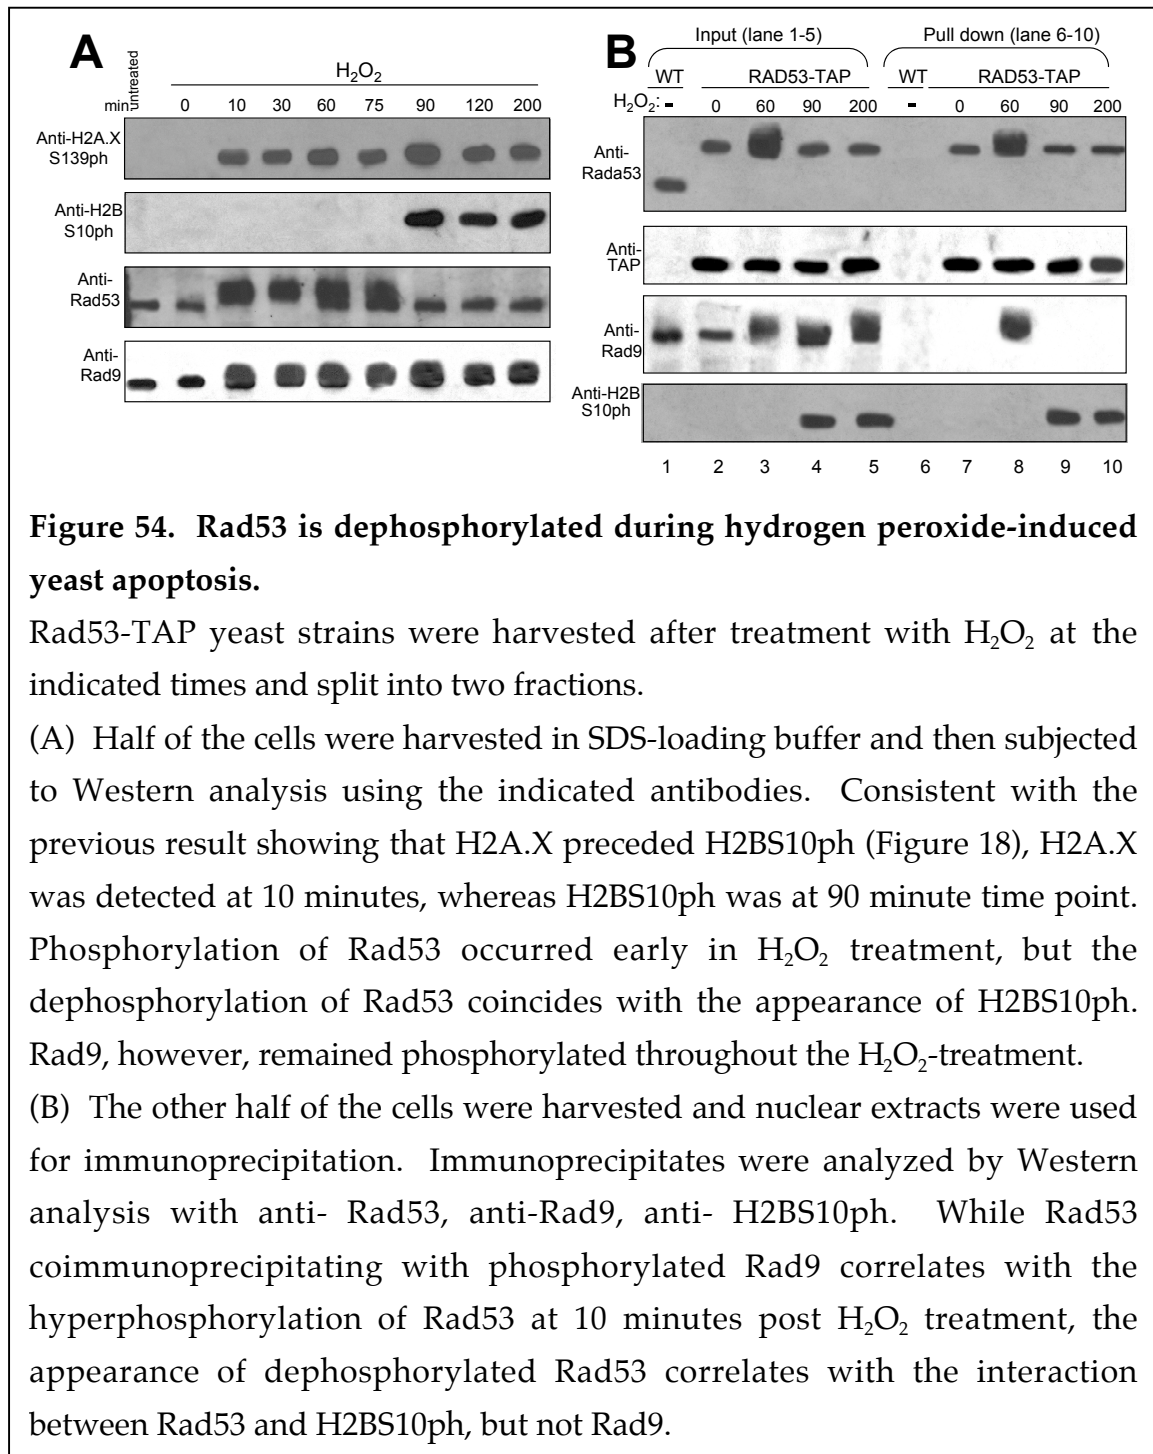 A
untreated
H₂O₂
min
0 10 30 60 75 90 120 200
Anti-H2A.X
S139ph
Anti-H2B
S10ph
Anti-
Rad53
Anti-
Rad9
B
Input (lane 1-5) Pull down (lane 6-10)
WT RAD53-TAP WT RAD53-TAP
H₂O₂: - 0 60 90 200 - 0 60 90 200
Anti-
Rada53
Anti-
TAP
Anti-
Rad9
Anti-H2B
S10ph
1 2 3 4 5 6 7 8 9 10
Figure 54. Rad53 is dephosphorylated during hydrogen peroxide-induced
yeast apoptosis.
Rad53-TAP yeast strains were harvested after treatment with H₂O₂ at the
indicated times and split into two fractions.
(A) Half of the cells were harvested in SDS-loading buffer and then subjected
to Western analysis using the indicated antibodies. Consistent with the
previous result showing that H2A.X preceded H2BS10ph (Figure 18), H2A.X
was detected at 10 minutes, whereas H2BS10ph was at 90 minute time point.
Phosphorylation of Rad53 occurred early in H₂O₂ treatment, but the
dephosphorylation of Rad53 coincides with the appearance of H2BS10ph.
Rad9, however, remained phosphorylated throughout the H₂O₂-treatment.
(B) The other half of the cells were harvested and nuclear extracts were used
for immunoprecipitation. Immunoprecipitates were analyzed by Western
analysis with anti- Rad53, anti-Rad9, anti- H2BS10ph. While Rad53
coimmunoprecipitating with phosphorylated Rad9 correlates with the
hyperphosphorylation of Rad53 at 10 minutes post H₂O₂ treatment, the
appearance of dephosphorylated Rad53 correlates with the interaction
between Rad53 and H2BS10ph, but not Rad9.